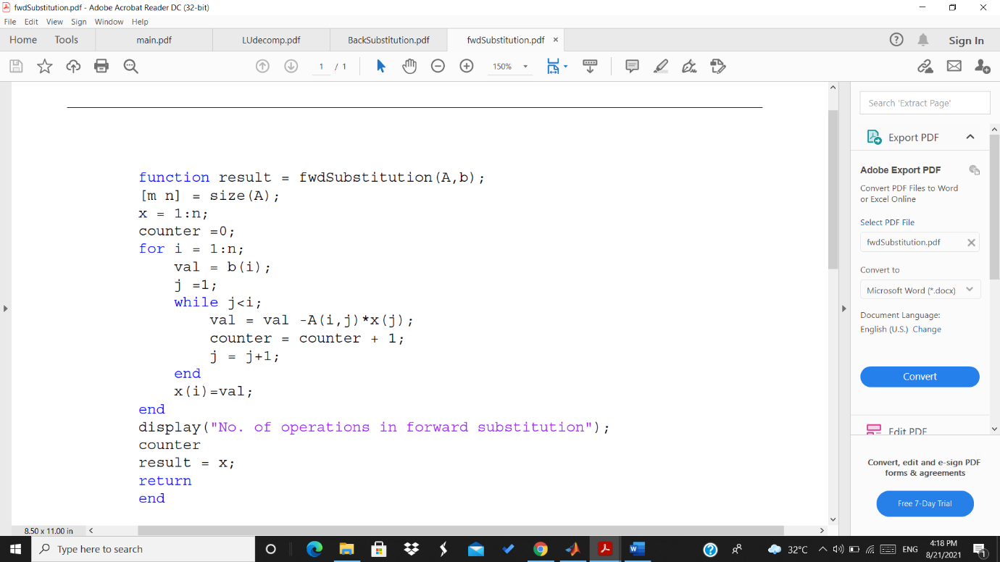 fwdSubstitution.pdf - Adobe Acrobat Reader DC (32-bit)
File Edit View Sign Window Help
Home Tools main.pdf LUdecomp.pdf BackSubstitution.pdf fwdSubstitution.pdf × Sign In
1 / 1 150%
function result = fwdSubstitution(A,b);
[m n] = size(A);
x = 1:n;
counter =0;
for i = 1:n;
val = b(i);
j =1;
while j<i;
val = val -A(i,j)*x(j);
counter = counter + 1;
j = j+1;
end
x(i)=val;
end
display("No. of operations in forward substitution");
counter
result = x;
return
end
8.50 x 11.00 in
Search 'Extract Page'
Export PDF
Adobe Export PDF
Convert PDF Files to Word
or Excel Online
Select PDF File
fwdSubstitution.pdf
Convert to
Microsoft Word (*.docx)
Document Language:
English (U.S.) Change
Convert
Edit PDF
Convert, edit and e-sign PDF
forms & agreements
Free 7-Day Trial
Type here to search
32°C ENG
4:18 PM
8/21/2021
1